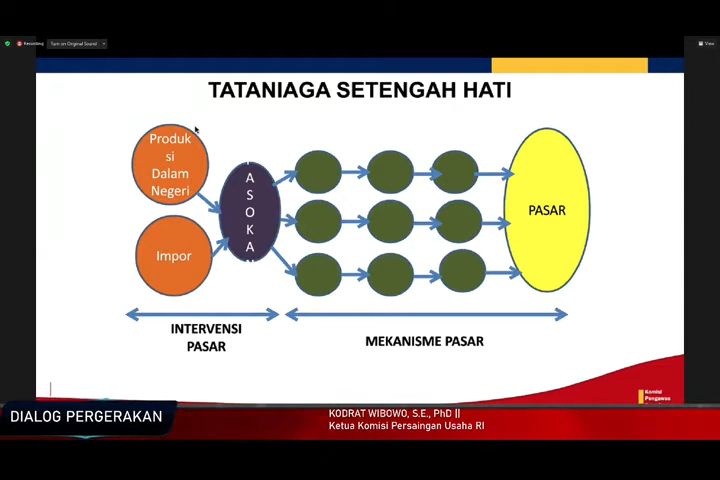 Recording
Turn on Original Sound
View
TATANIAGA SETENGAH HATI
Produk
si
Dalam
Negeri
Impor
A
S
O
K
A
PASAR
INTERVENSI
PASAR
MEKANISME PASAR
Komisi
Pengawas
DIALOG PERGERAKAN
KODRAT WIBOWO, S.E., PhD ||
Ketua Komisi Persaingan Usaha RI